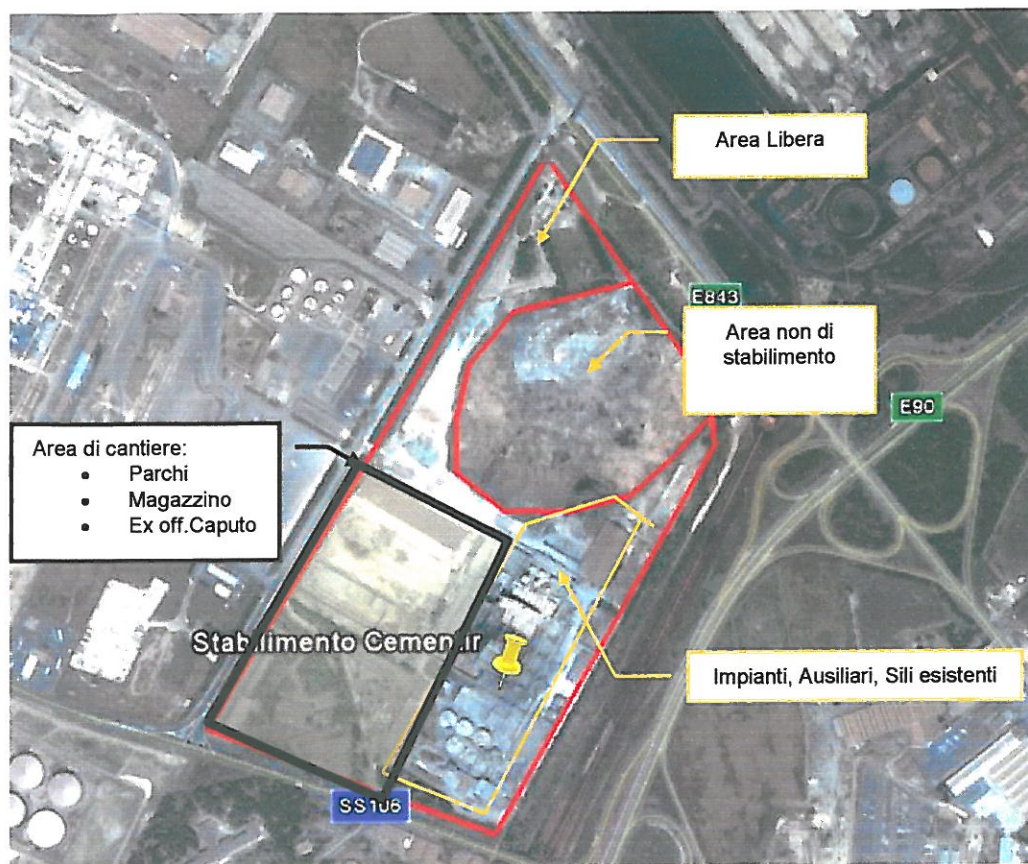 Area Libera
E843
Area non di
stabilimento
E90
Area di cantiere:
• Parchi
• Magazzino
• Ex off.Caputo
Stabilimento Cementir
Impianti, Ausiliari, Sili esistenti
SS106